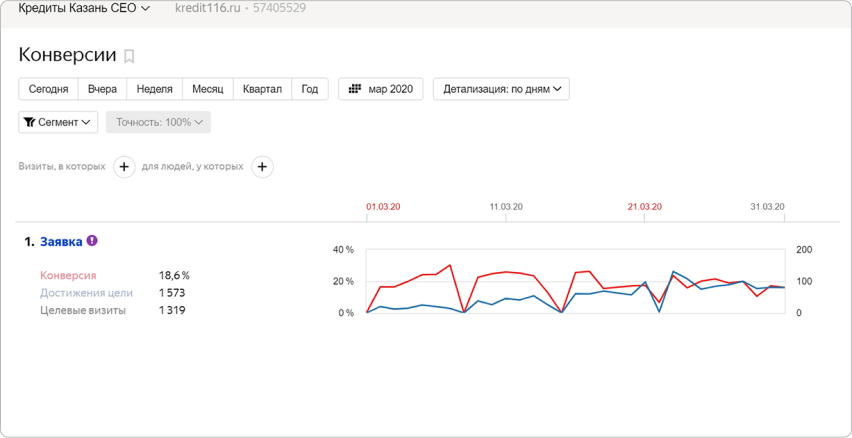 Кредиты Казань СЕО kredit116.ru • 57405529
Конверсии
Сегодня Вчера Неделя Месяц Квартал Год мар 2020 Детализация: по дням
Сегмент Точность: 100%
Визиты, в которых + для людей, у которых +
01.03.20 11.03.20 21.03.20 31.03.20
1. Заявка
40 % 200
Конверсия 18,6 %
20 % 100
Достижения цели 1 573
Целевые визиты 1 319
0 % 0